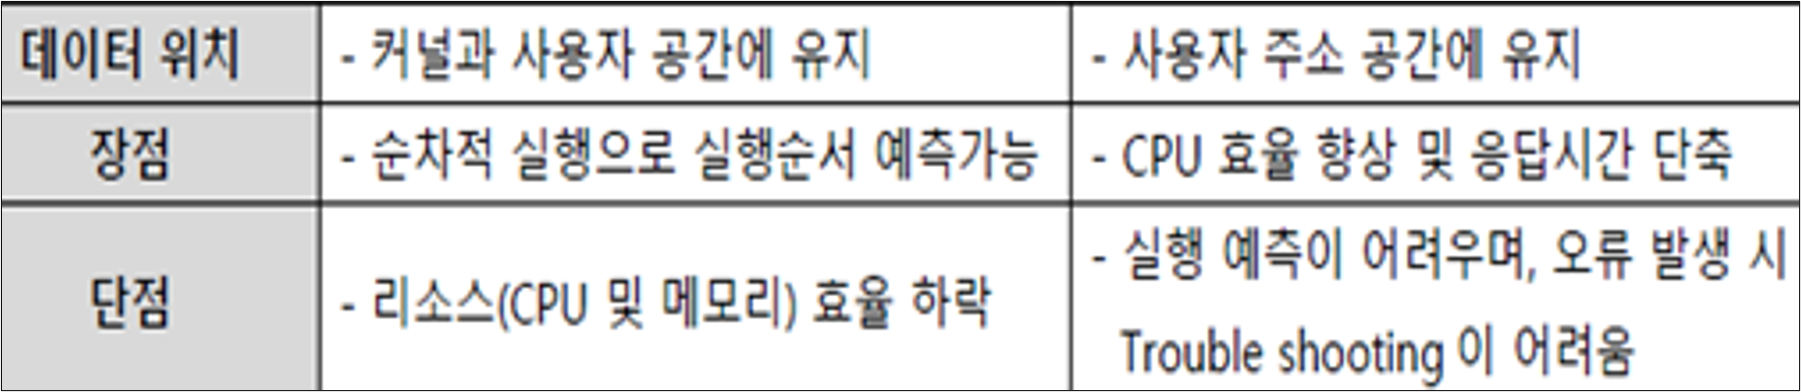 데이터 위치
- 커널과 사용자 공간에 유지
- 사용자 주소 공간에 유지
장점
- 순차적 실행으로 실행순서 예측가능
- CPU 효율 향상 및 응답시간 단축
단점
- 리소스(CPU 및 메모리) 효율 하락
- 실행 예측이 어려우며, 오류 발생 시
Trouble shooting 이 어려움